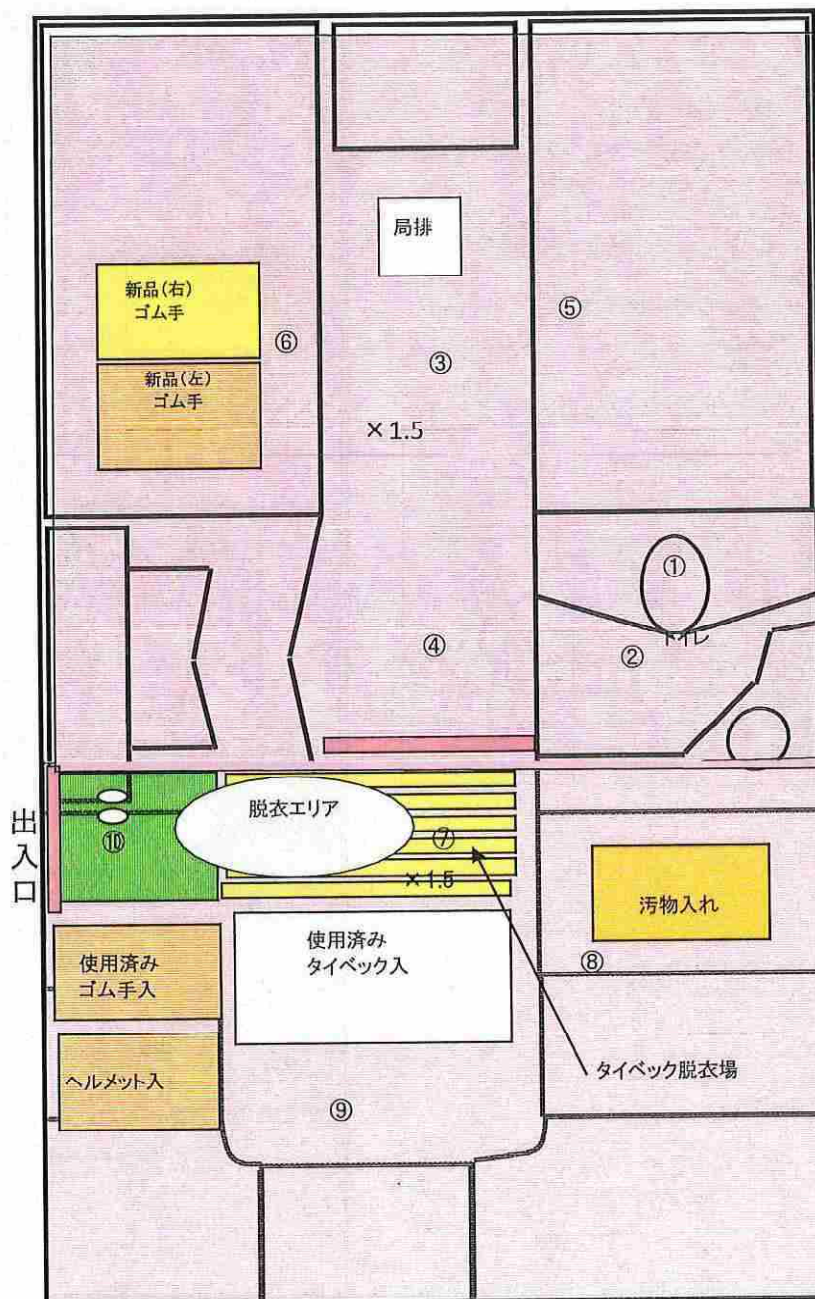 局排
新品(右)
ゴム手
⑤
⑥
③
新品(左)
ゴム手
×1.5
①
④
トイレ
②
出入口
脱衣エリア
⑩
⑦
×1.5
汚物入れ
使用済み
タイベック入
使用済み
ゴム手入
⑧
タイベック脱衣場
ヘルメット入
⑨